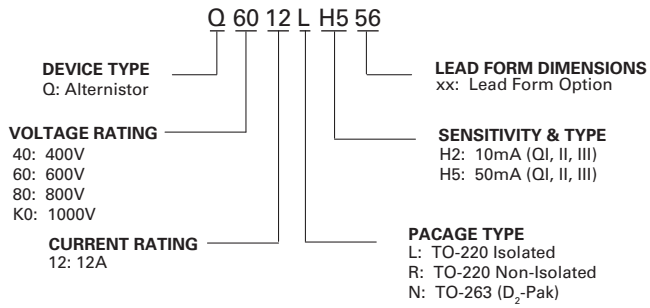 Q 60 12 L H5 56
DEVICE TYPE
Q: Alternistor
VOLTAGE RATING
40: 400V
60: 600V
80: 800V
K0: 1000V
CURRENT RATING
12: 12A
LEAD FORM DIMENSIONS
xx: Lead Form Option
SENSITIVITY & TYPE
H2: 10mA (QI, II, III)
H5: 50mA (QI, II, III)
PACAGE TYPE
L: TO-220 Isolated
R: TO-220 Non-Isolated
N: TO-263 (D₂-Pak)